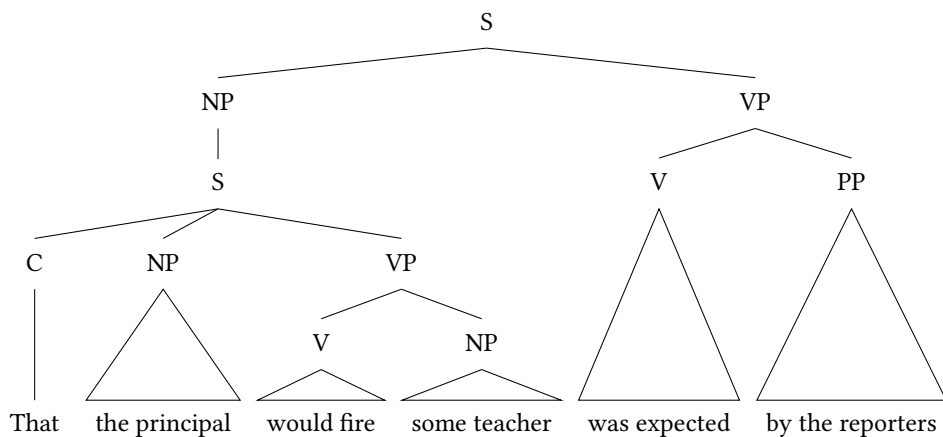 S
NP VP
S V PP
C NP VP
V NP
That the principal would fire some teacher was expected by the reporters